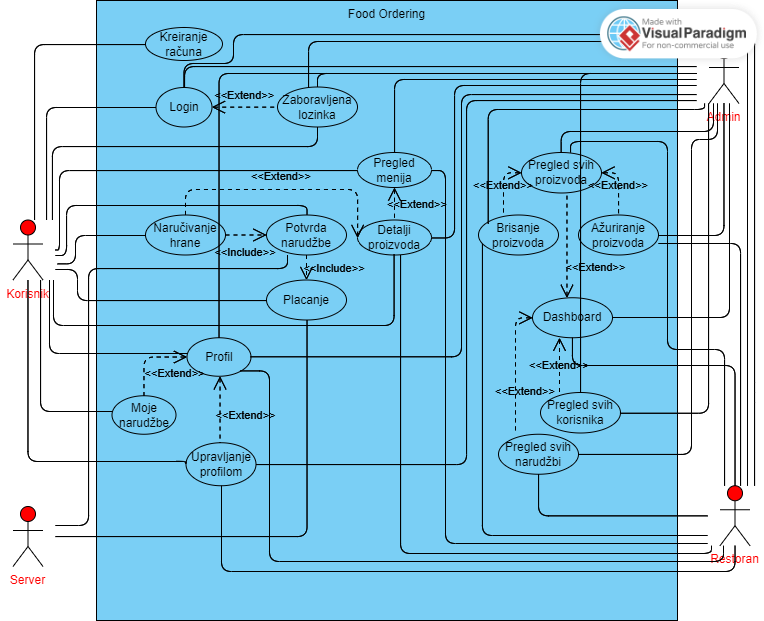 Food Ordering
Made with
Visual Paradigm
For non-commercial use
Kreiranje
računa
Login
<<Extend>>
Zaboravljena
lozinka
Admin
Pregled
menija
<<Extend>>
Pregled svih
proizvoda
<<Extend>>
<<Extend>>
<<Extend>>
Naručivanje
hrane
Potvrda
narudžbe
Detalji
proizvoda
Brisanje
proizvoda
Ažuriranje
proizvoda
<<Include>>
<<Include>>
<<Extend>>
Korisnik
Placanje
Dashboard
Profil
<<Extend>>
<<Extend>>
<<Extend>>
Moje
narudžbe
<<Extend>>
Pregled svih
korisnika
Upravljanje
profilom
Pregled svih
narudžbi
Server
Restoran